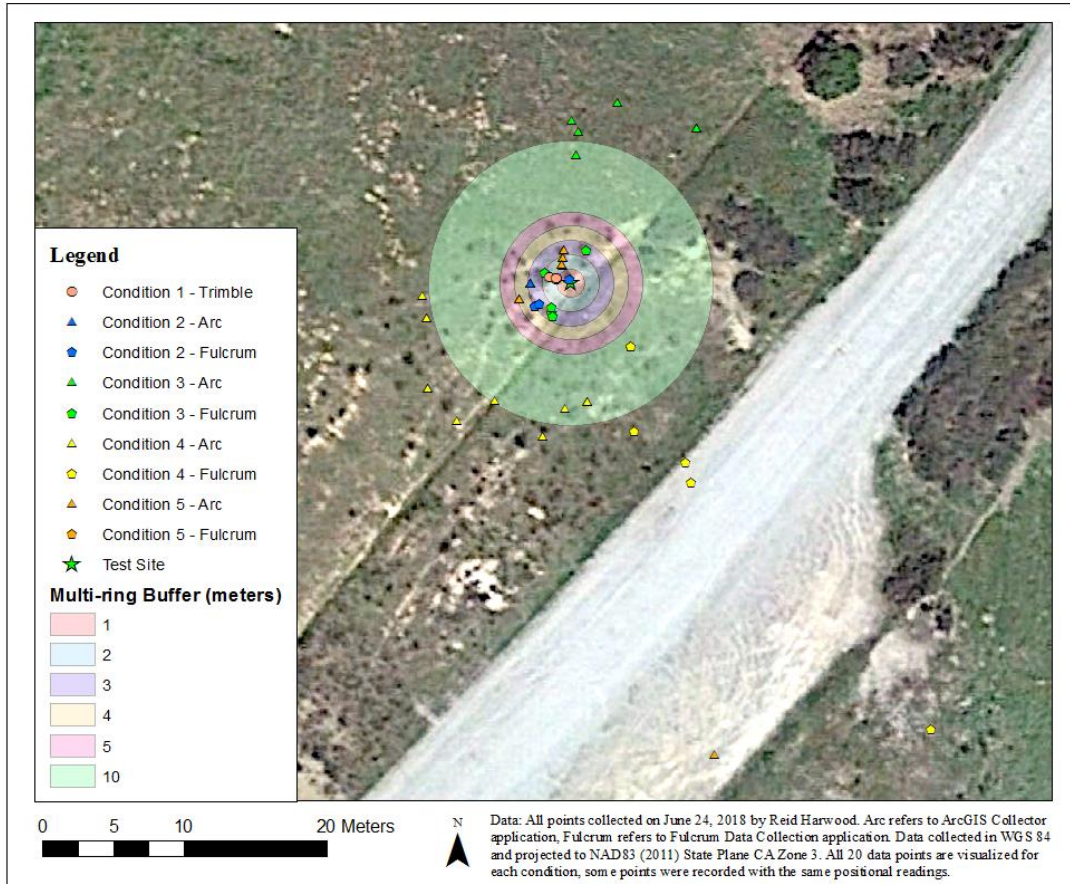 Legend
Condition 1 - Trimble
Condition 2 - Arc
Condition 2 - Fulcrum
Condition 3 - Arc
Condition 3 - Fulcrum
Condition 4 - Arc
Condition 4 - Fulcrum
Condition 5 - Arc
Condition 5 - Fulcrum
Test Site
Multi-ring Buffer (meters)
1
2
3
4
5
10
0 5 10 20 Meters
N
Data: All points collected on June 24, 2018 by Reid Harwood. Arc refers to ArcGIS Collector
application, Fulcrum refers to Fulcrum Data Collection application. Data collected in WGS 84
and projected to NAD83 (2011) State Plane CA Zone 3. All 20 data points are visualized for
each condition, some points were recorded with the same positional readings.